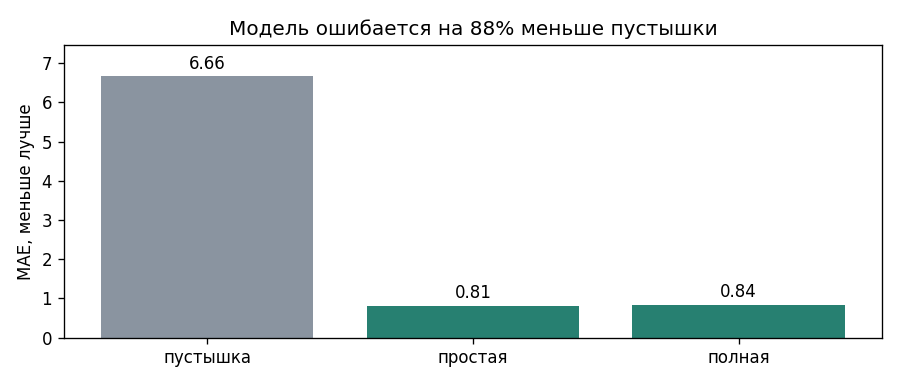 Модель ошибается на 88% меньше пустышки
MAE, меньше лучше
7
6
5
4
3
2
1
0
6.66
0.81
0.84
пустышка
простая
полная